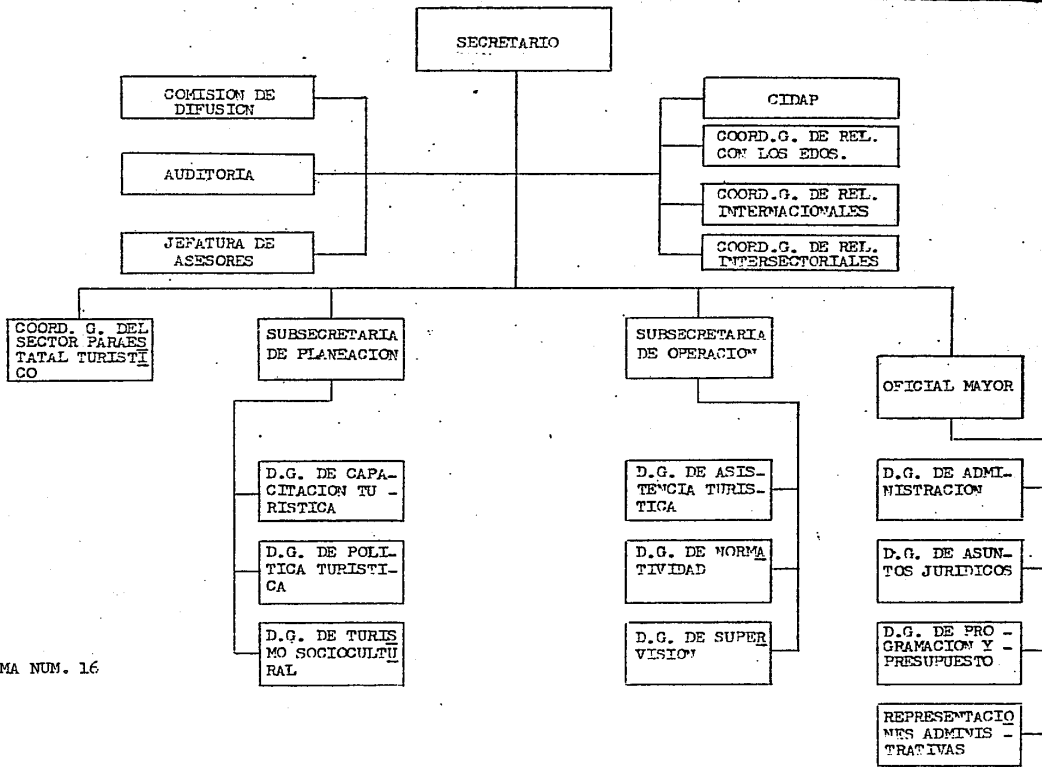 SECRETARIO
COMISION DE
DIFUSION
AUDITORIA
JEFATURA DE
ASESORES
CIDAP
COORD.G. DE REL.
CON LOS EDOS.
COORD.G. DE REL.
INTERNACIONALES
COORD.G. DE REL.
INTERSECTORIALES
COORD. G. DEL
SECTOR PARAES
TATAL TURISTI
CO
SUBSECRETARIA
DE PLANEACION
SUBSECRETARIA
DE OPERACION
OFICIAL MAYOR
D.G. DE CAPA-
CITACION TU -
RISTICA
D.G. DE POLI-
TICA TURISTI-
CA
D.G. DE TURIS
MO SOCIOCULTU
RAL
D.G. DE ASIS-
TENCIA TURIS-
TICA
D.G. DE NORMA
TIVIDAD
D.G. DE SUPER
VISION
D.G. DE ADMI-
NISTRACION
D.G. DE ASUN-
TOS JURIDICOS
D.G. DE PRO -
GRAMACION Y -
PRESUPUESTO
REPRESENTACIO
NES ADMINIS -
TRATIVAS
MA NUM. 16